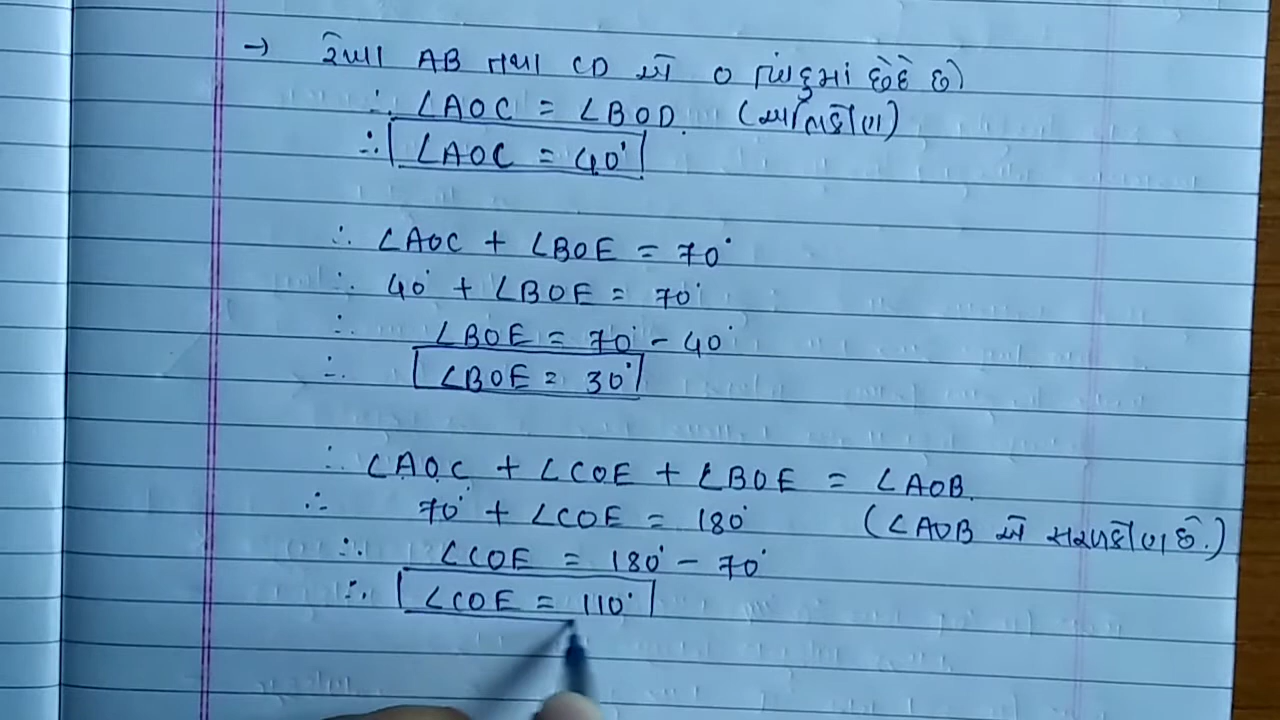 → રેખા AB તથા CD એ O બિંદુમાં છેદે છે
∴ ∠AOC = ∠BOD. (અભિકોણ)
∴ ∠AOC = 40°
∴ ∠AOC + ∠BOE = 70°
∴ 40° + ∠BOE = 70°
∴ ∠BOE = 70° - 40°
∴ ∠BOE = 30°
∴ ∠AOC + ∠COE + ∠BOE = ∠AOB.
∴ 70° + ∠COE = 180° (∠AOB એ સરળકોણ છે.)
∴ ∠COE = 180° - 70°
∴ ∠COE = 110°